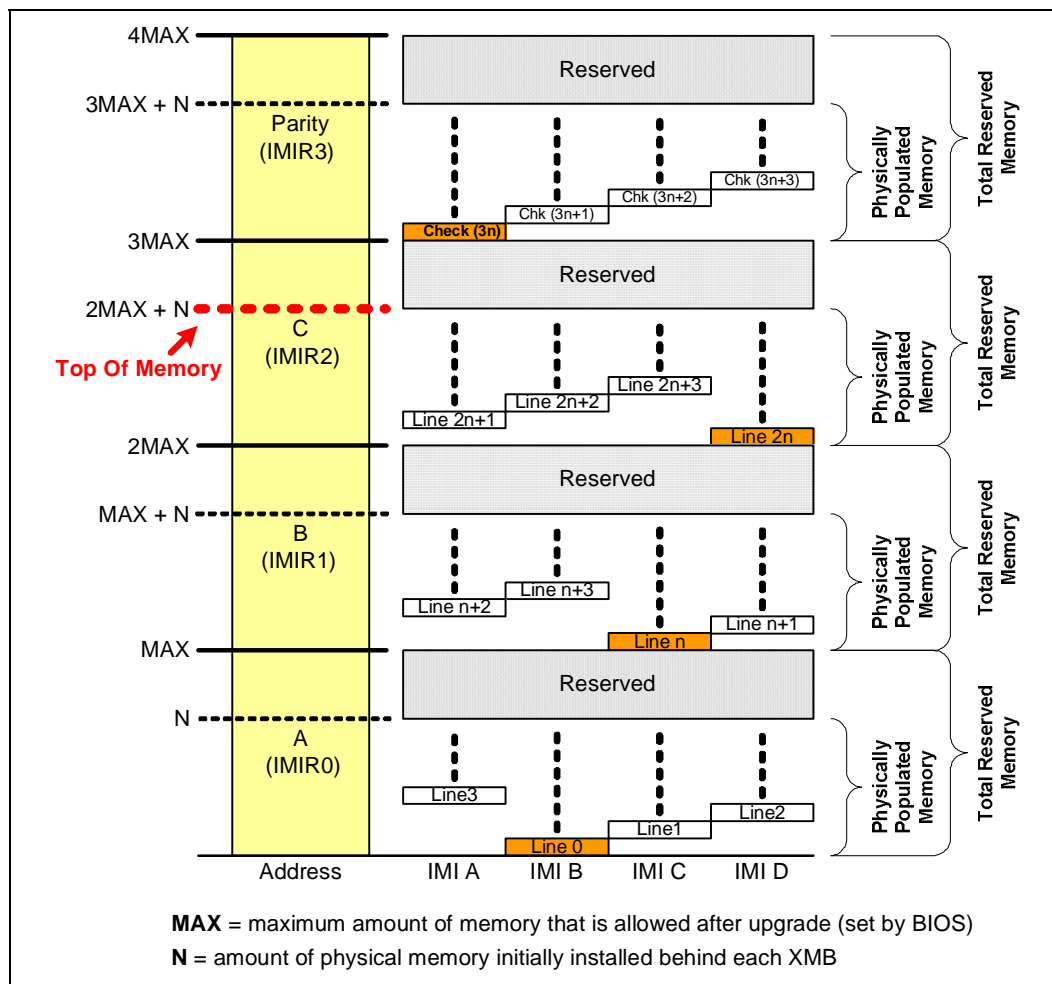 4MAX
Reserved
3MAX + N
Parity
(IMIR3)
Chk (3n+3)
Chk (3n+2)
Chk (3n+1)
Check (3n)
Physically
Populated
Memory
Total Reserved
Memory
3MAX
Reserved
2MAX + N
C
(IMIR2)
Top Of Memory
Line 2n+3
Line 2n+2
Line 2n+1
Line 2n
Physically
Populated
Memory
Total Reserved
Memory
2MAX
Reserved
MAX + N
B
(IMIR1)
Line n+3
Line n+2
Line n+1
Line n
Physically
Populated
Memory
Total Reserved
Memory
MAX
Reserved
N
A
(IMIR0)
Line3
Line2
Line1
Line 0
Physically
Populated
Memory
Total Reserved
Memory
Address
IMI A
IMI B
IMI C
IMI D
MAX = maximum amount of memory that is allowed after upgrade (set by BIOS)
N = amount of physical memory initially installed behind each XMB